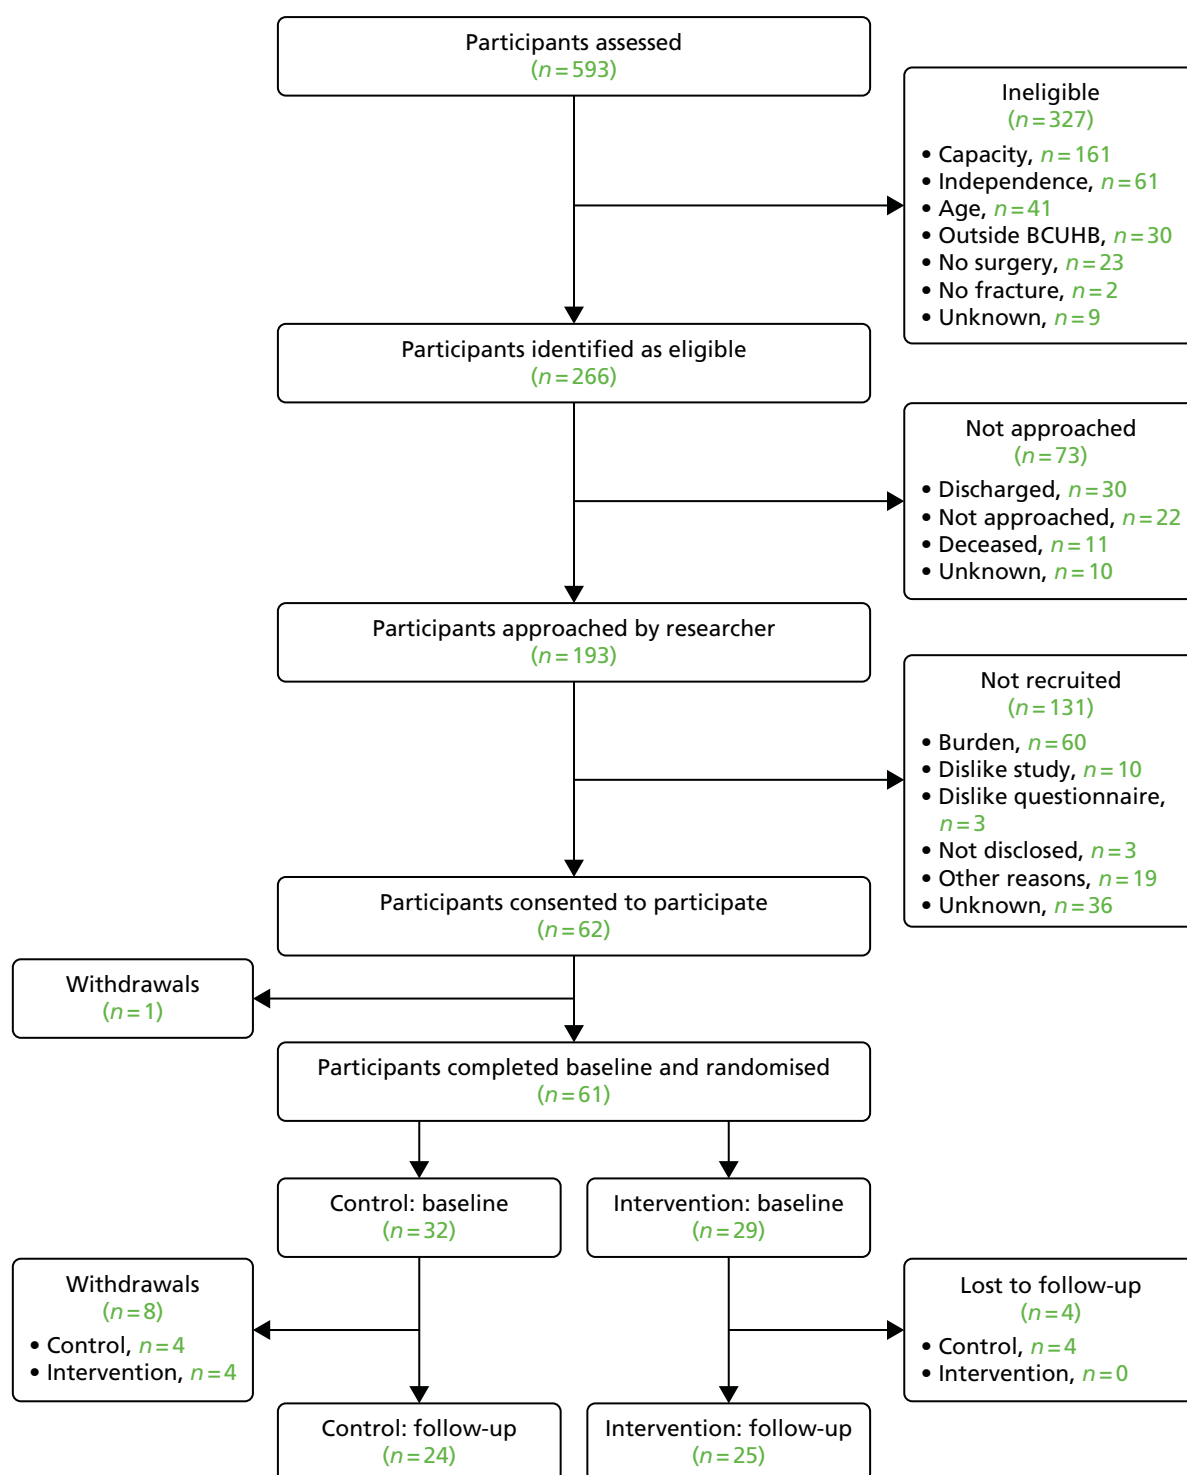 Participants assessed
(n=593)
Ineligible
(n=327)
• Capacity, n=161
• Independence, n=61
• Age, n=41
• Outside BCUHB, n=30
• No surgery, n=23
• No fracture, n=2
• Unknown, n=9
Participants identified as eligible
(n=266)
Not approached
(n=73)
• Discharged, n=30
• Not approached, n=22
• Deceased, n=11
• Unknown, n=10
Participants approached by researcher
(n=193)
Not recruited
(n=131)
• Burden, n=60
• Dislike study, n=10
• Dislike questionnaire,
n=3
• Not disclosed, n=3
• Other reasons, n=19
• Unknown, n=36
Participants consented to participate
(n=62)
Withdrawals
(n=1)
Participants completed baseline and randomised
(n=61)
Control: baseline
(n=32)
Intervention: baseline
(n=29)
Withdrawals
(n=8)
• Control, n=4
• Intervention, n=4
Lost to follow-up
(n=4)
• Control, n=4
• Intervention, n=0
Control: follow-up
(n=24)
Intervention: follow-up
(n=25)